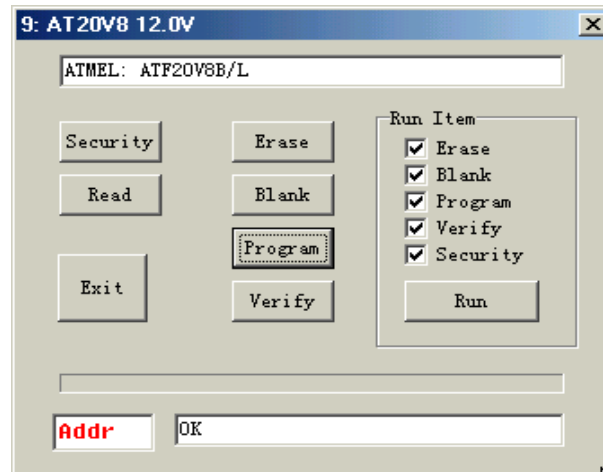 9: AT20V8 12.0V
ATMEL: ATF20V8B/L
Security
Read
Exit
Erase
Blank
Program
Verify
Run Item
Erase
Blank
Program
Verify
Security
Run
Addr
OK